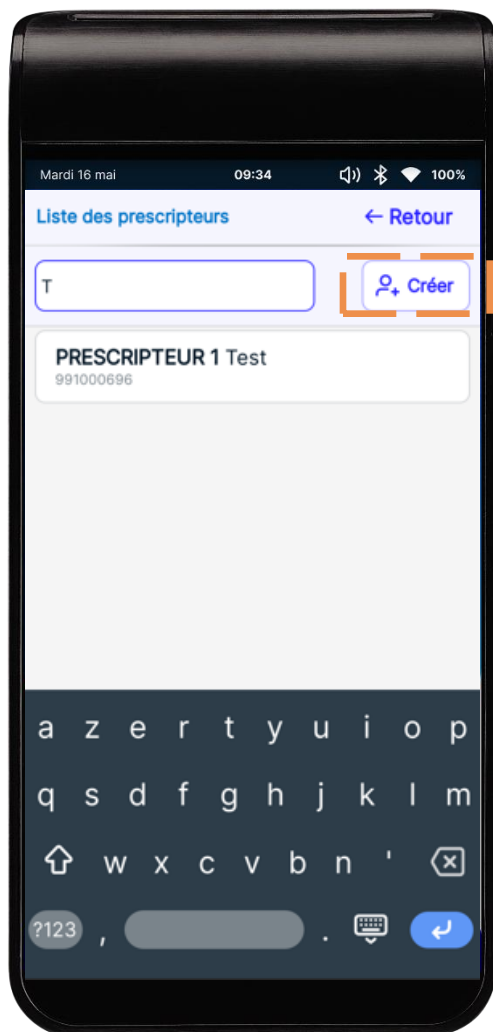 Mardi 16 mai 09:34 100%
Liste des prescripteurs ← Retour
T Créer
PRESCRIPTEUR 1 Test
991000696
a z e r t y u i o p
q s d f g h j k l m
w x c v b n '
?123 , .